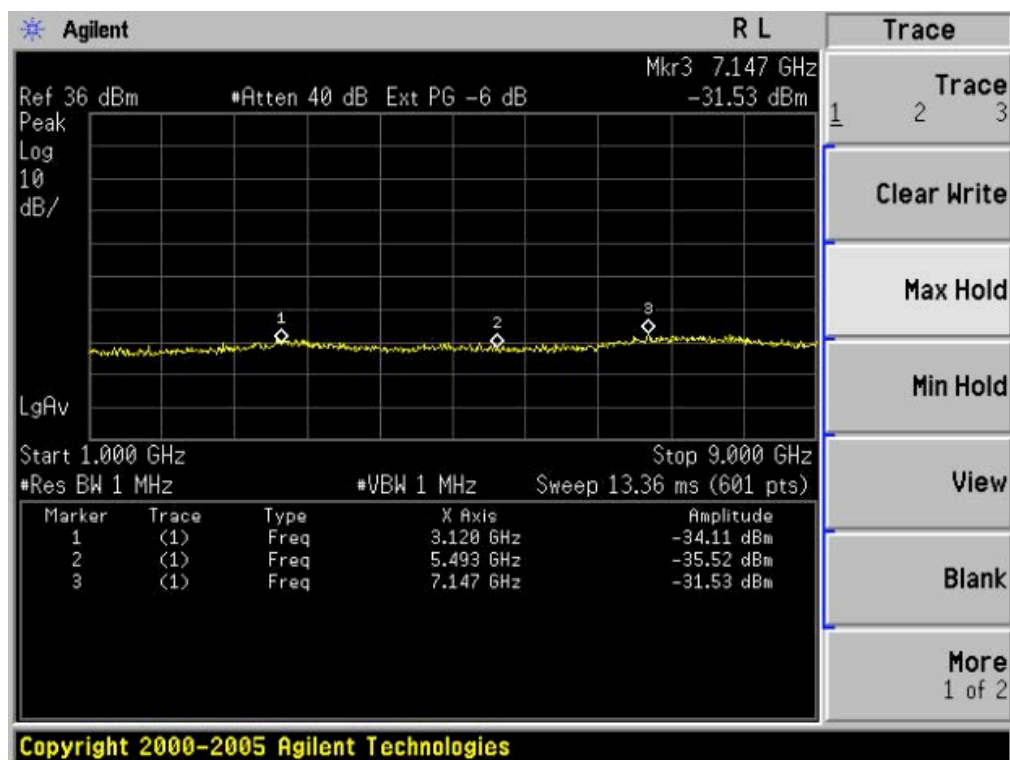 Agilent R L Trace
Mkr3 7.147 GHz
Ref 36 dBm #Atten 40 dB Ext PG -6 dB -31.53 dBm
Peak
Log
10
dB/
1
2
3
LgAv
Start 1.000 GHz Stop 9.000 GHz
#Res BW 1 MHz #VBW 1 MHz Sweep 13.36 ms (601 pts)
Marker Trace Type X Axis Amplitude
1 (1) Freq 3.120 GHz -34.11 dBm
2 (1) Freq 5.493 GHz -35.52 dBm
3 (1) Freq 7.147 GHz -31.53 dBm
Trace
1 2 3
Clear Write
Max Hold
Min Hold
View
Blank
More
1 of 2
Copyright 2000-2005 Agilent Technologies